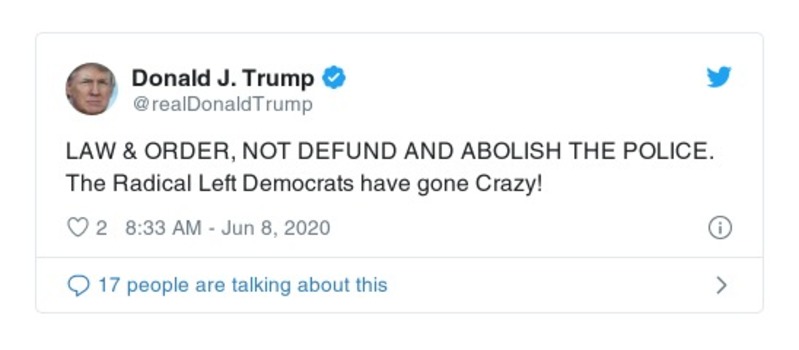 Donald J. Trump
@realDonaldTrump
LAW & ORDER, NOT DEFUND AND ABOLISH THE POLICE.
The Radical Left Democrats have gone Crazy!
2 8:33 AM - Jun 8, 2020
17 people are talking about this